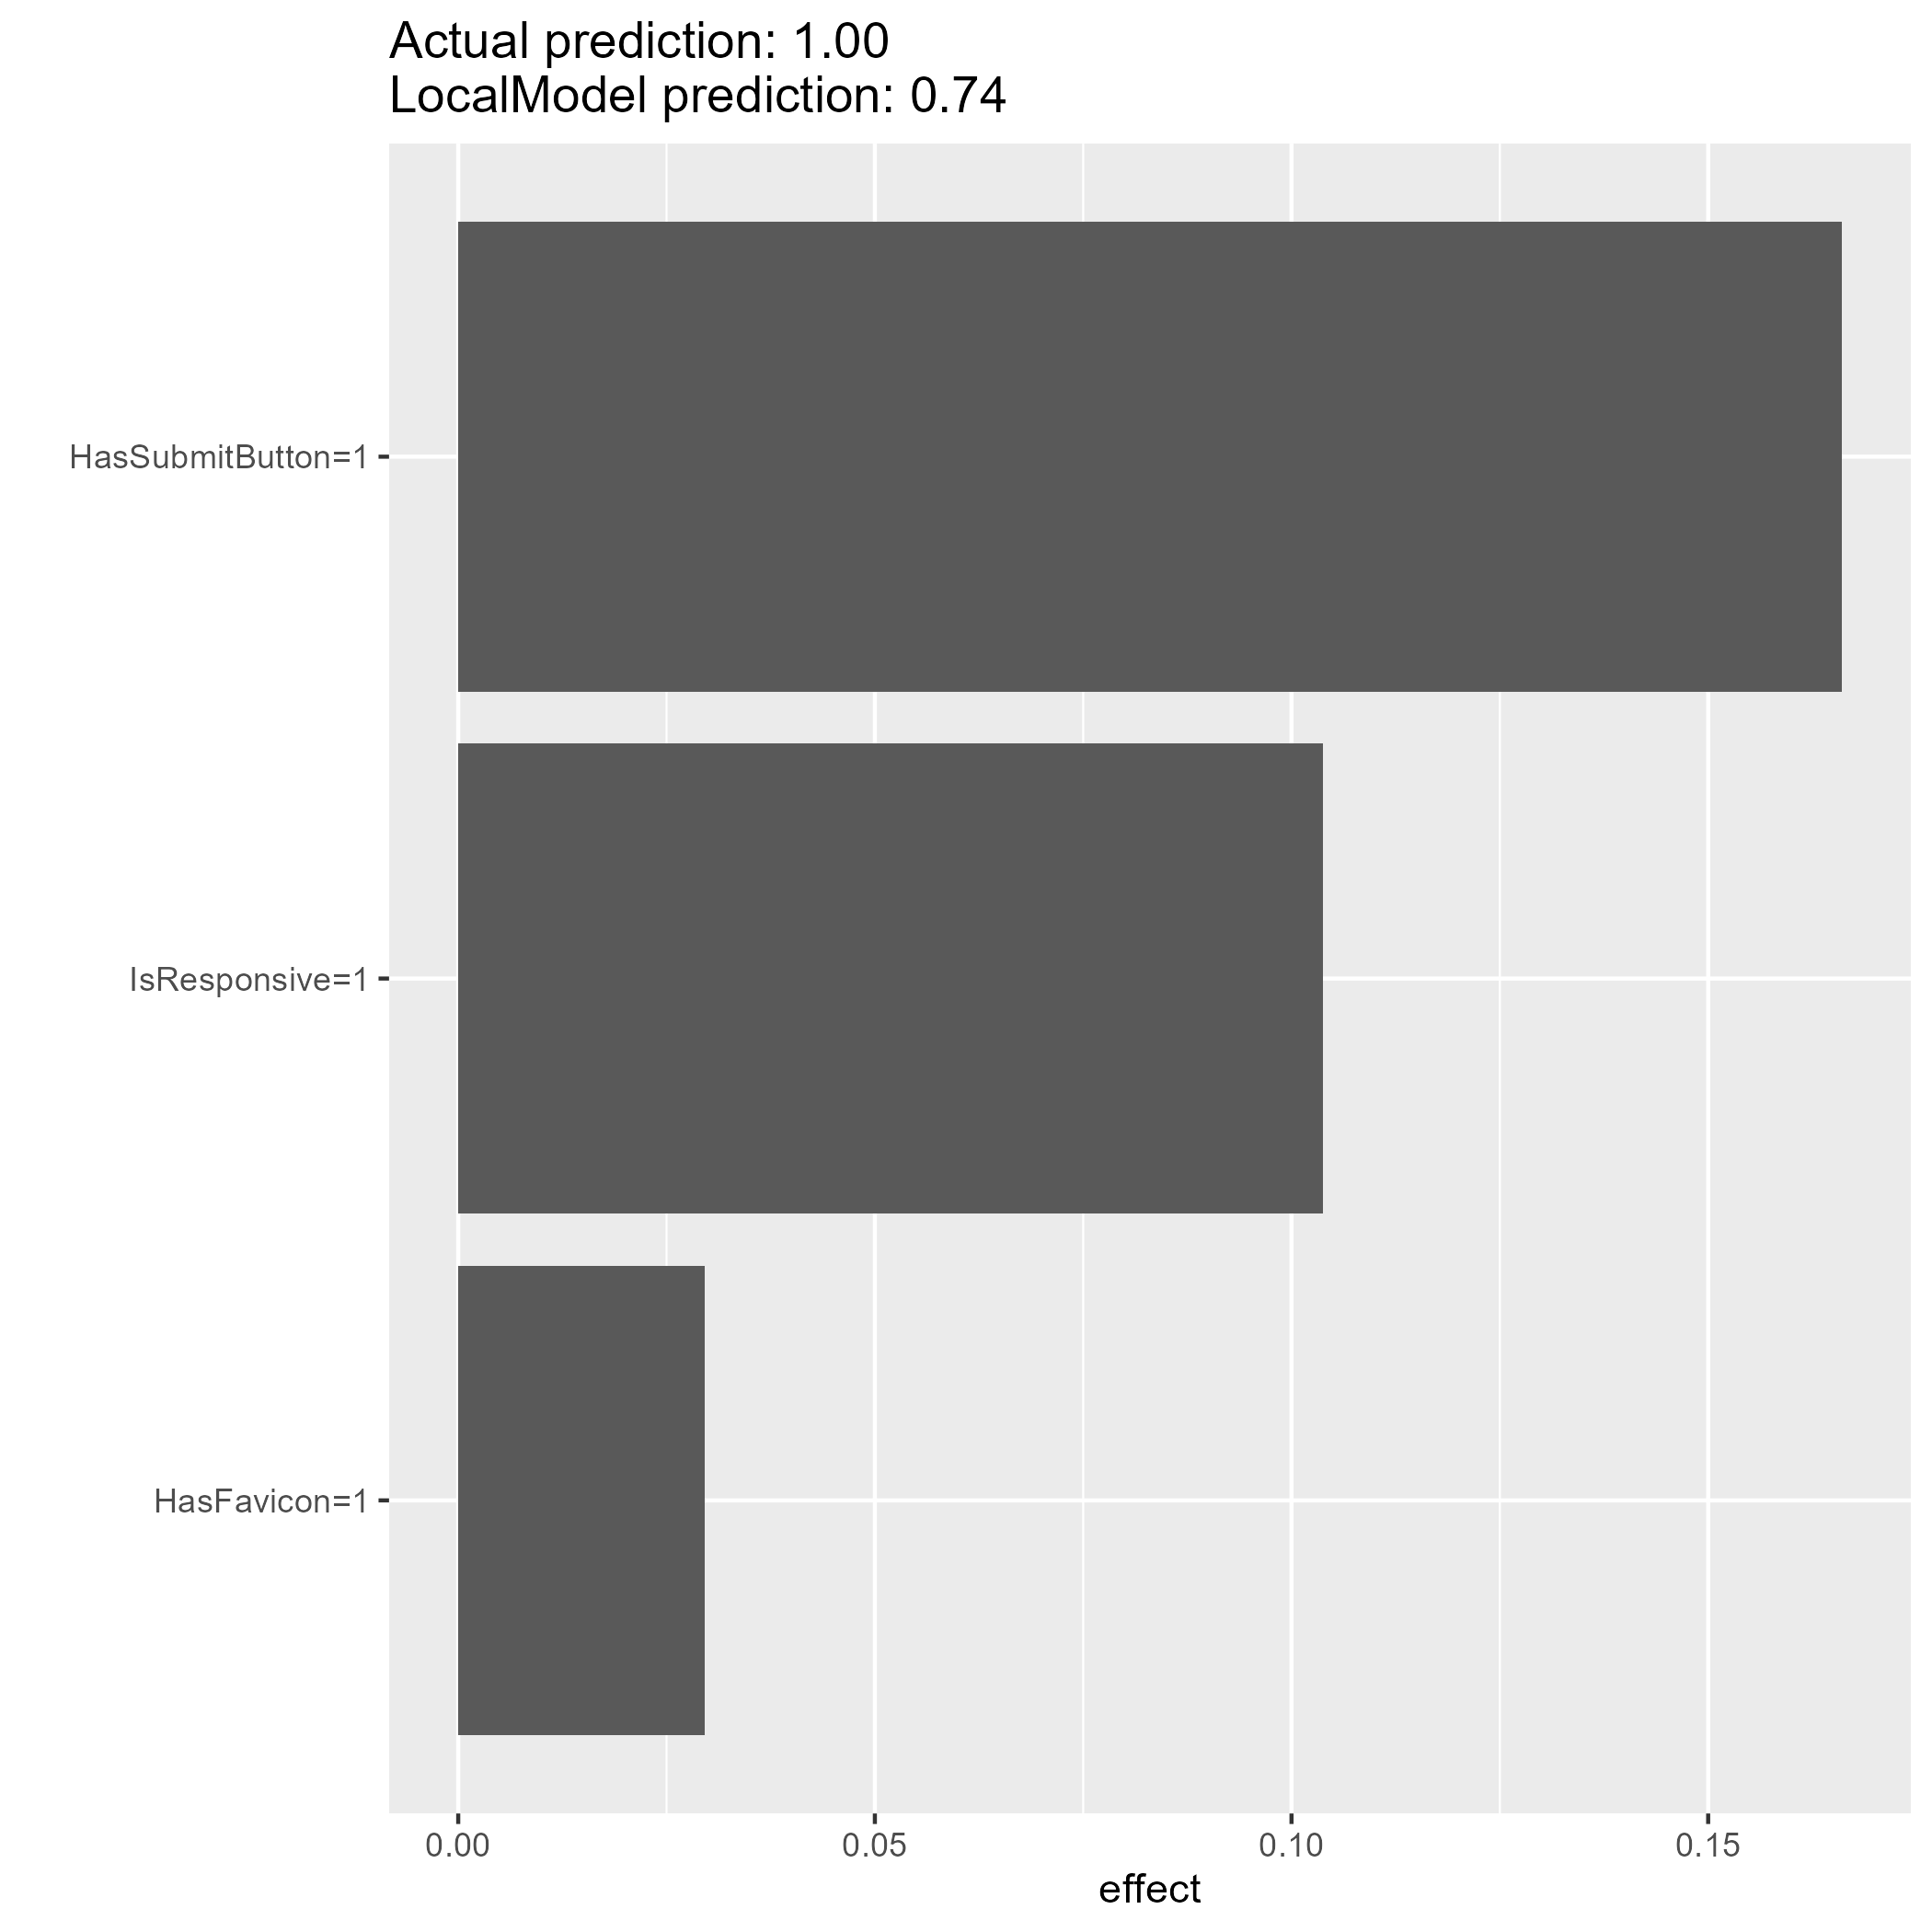 Actual prediction: 1.00
LocalModel prediction: 0.74
HasSubmitButton=1
IsResponsive=1
HasFavicon=1
0.00 0.05 0.10 0.15
effect